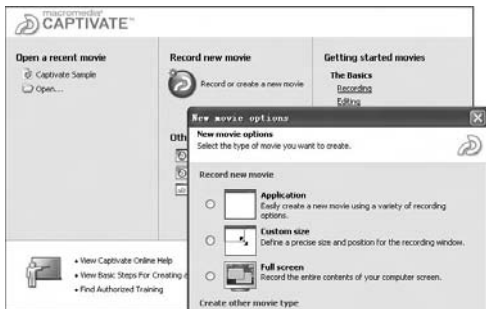 macromedia®
CAPTIVATE™
Open a recent movie
Captivate Sample
Open...
Record new movie
Record or create a new movie
Getting started movies
The Basics
Recording
Editing
Oth
New movie options
New movie options
Select the type of movie you want to create.
Record new movie
Application
Easily create a new movie using a variety of recording
options.
Custom size
Define a precise size and position for the recording window.
Full screen
Record the entire contents of your computer screen.
Create other movie type
• View Captivate Online Help
• View Basic Steps For Creating a
• Find Authorized Training